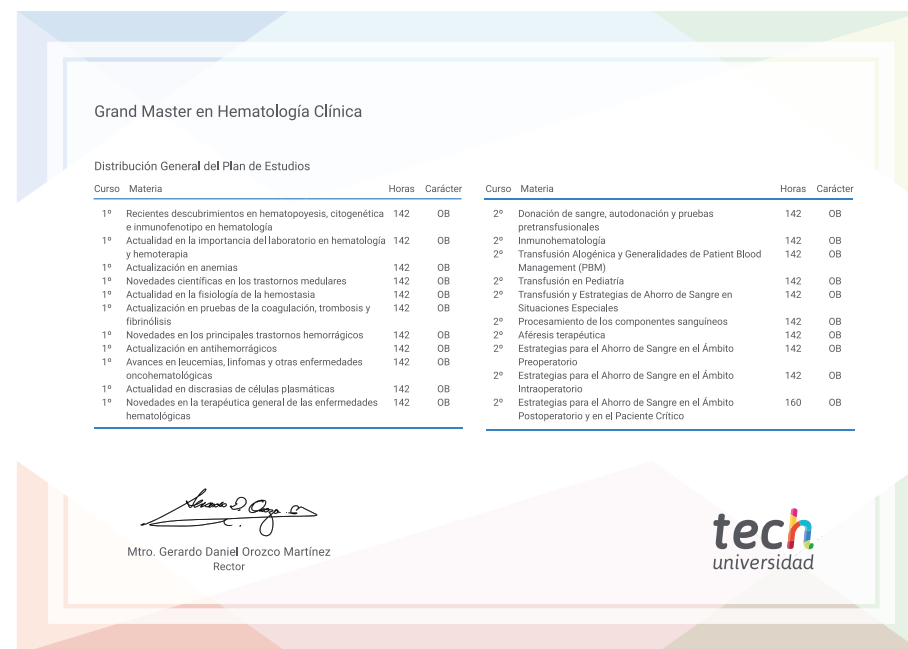 Grand Master en Hematología Clínica
Distribución General del Plan de Estudios
Curso Materia Horas Carácter
1º Recientes descubrimientos en hematopoyesis, citogenética 142 OB
e inmunofenotipo en hematología
1º Actualidad en la importancia del laboratorio en hematología 142 OB
y hemoterapia
1º Actualización en anemias 142 OB
1º Novedades científicas en los trastornos medulares 142 OB
1º Actualidad en la fisiología de la hemostasia 142 OB
1º Actualización en pruebas de la coagulación, trombosis y 142 OB
fibrinólisis
1º Novedades en los principales trastornos hemorrágicos 142 OB
1º Actualización en antihemorrágicos 142 OB
1º Avances en leucemias, linfomas y otras enfermedades 142 OB
oncohematológicas
1º Actualidad en discrasias de células plasmáticas 142 OB
1º Novedades en la terapéutica general de las enfermedades 142 OB
hematológicas
Curso Materia Horas Carácter
2º Donación de sangre, autodonación y pruebas 142 OB
pretransfusionales
2º Inmunohematología 142 OB
2º Transfusión Alogénica y Generalidades de Patient Blood 142 OB
Management (PBM)
2º Transfusión en Pediatría 142 OB
2º Transfusión y Estrategias de Ahorro de Sangre en 142 OB
Situaciones Especiales
2º Procesamiento de los componentes sanguíneos 142 OB
2º Aféresis terapéutica 142 OB
2º Estrategias para el Ahorro de Sangre en el Ámbito 142 OB
Preoperatorio
2º Estrategias para el Ahorro de Sangre en el Ámbito 142 OB
Intraoperatorio
2º Estrategias para el Ahorro de Sangre en el Ámbito 160 OB
Postoperatorio y en el Paciente Crítico
Mtro. Gerardo Daniel Orozco Martínez
Rector
tech
universidad